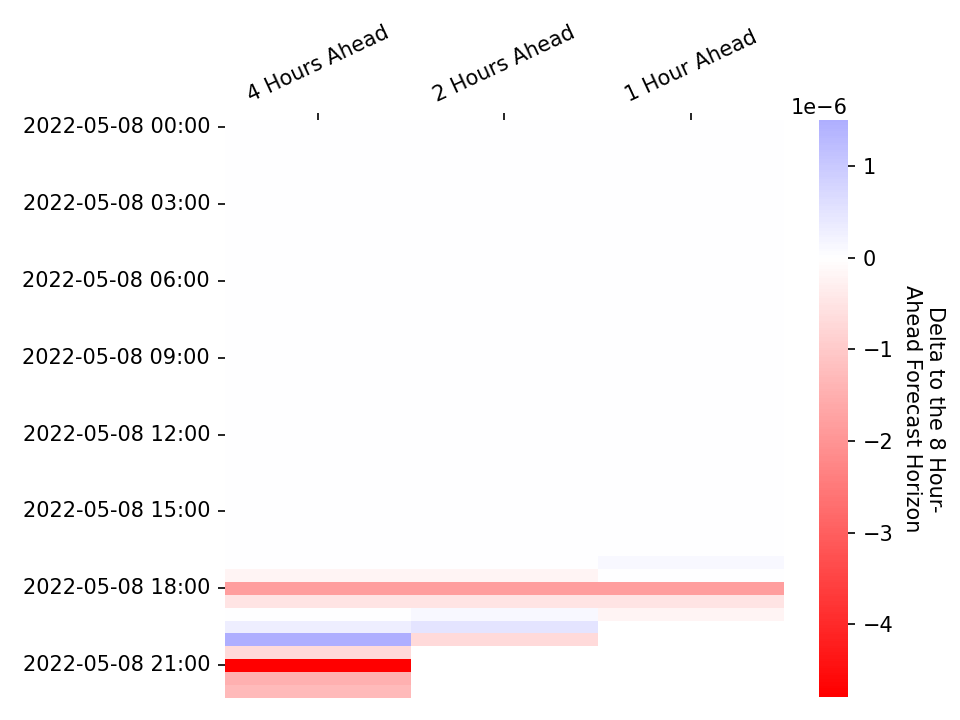 4 Hours Ahead
2 Hours Ahead
1 Hour Ahead
1e−6
2022-05-08 00:00
2022-05-08 03:00
2022-05-08 06:00
2022-05-08 09:00
2022-05-08 12:00
2022-05-08 15:00
2022-05-08 18:00
2022-05-08 21:00
1
0
−1
−2
−3
−4
Delta to the 8 Hour-
Ahead Forecast Horizon